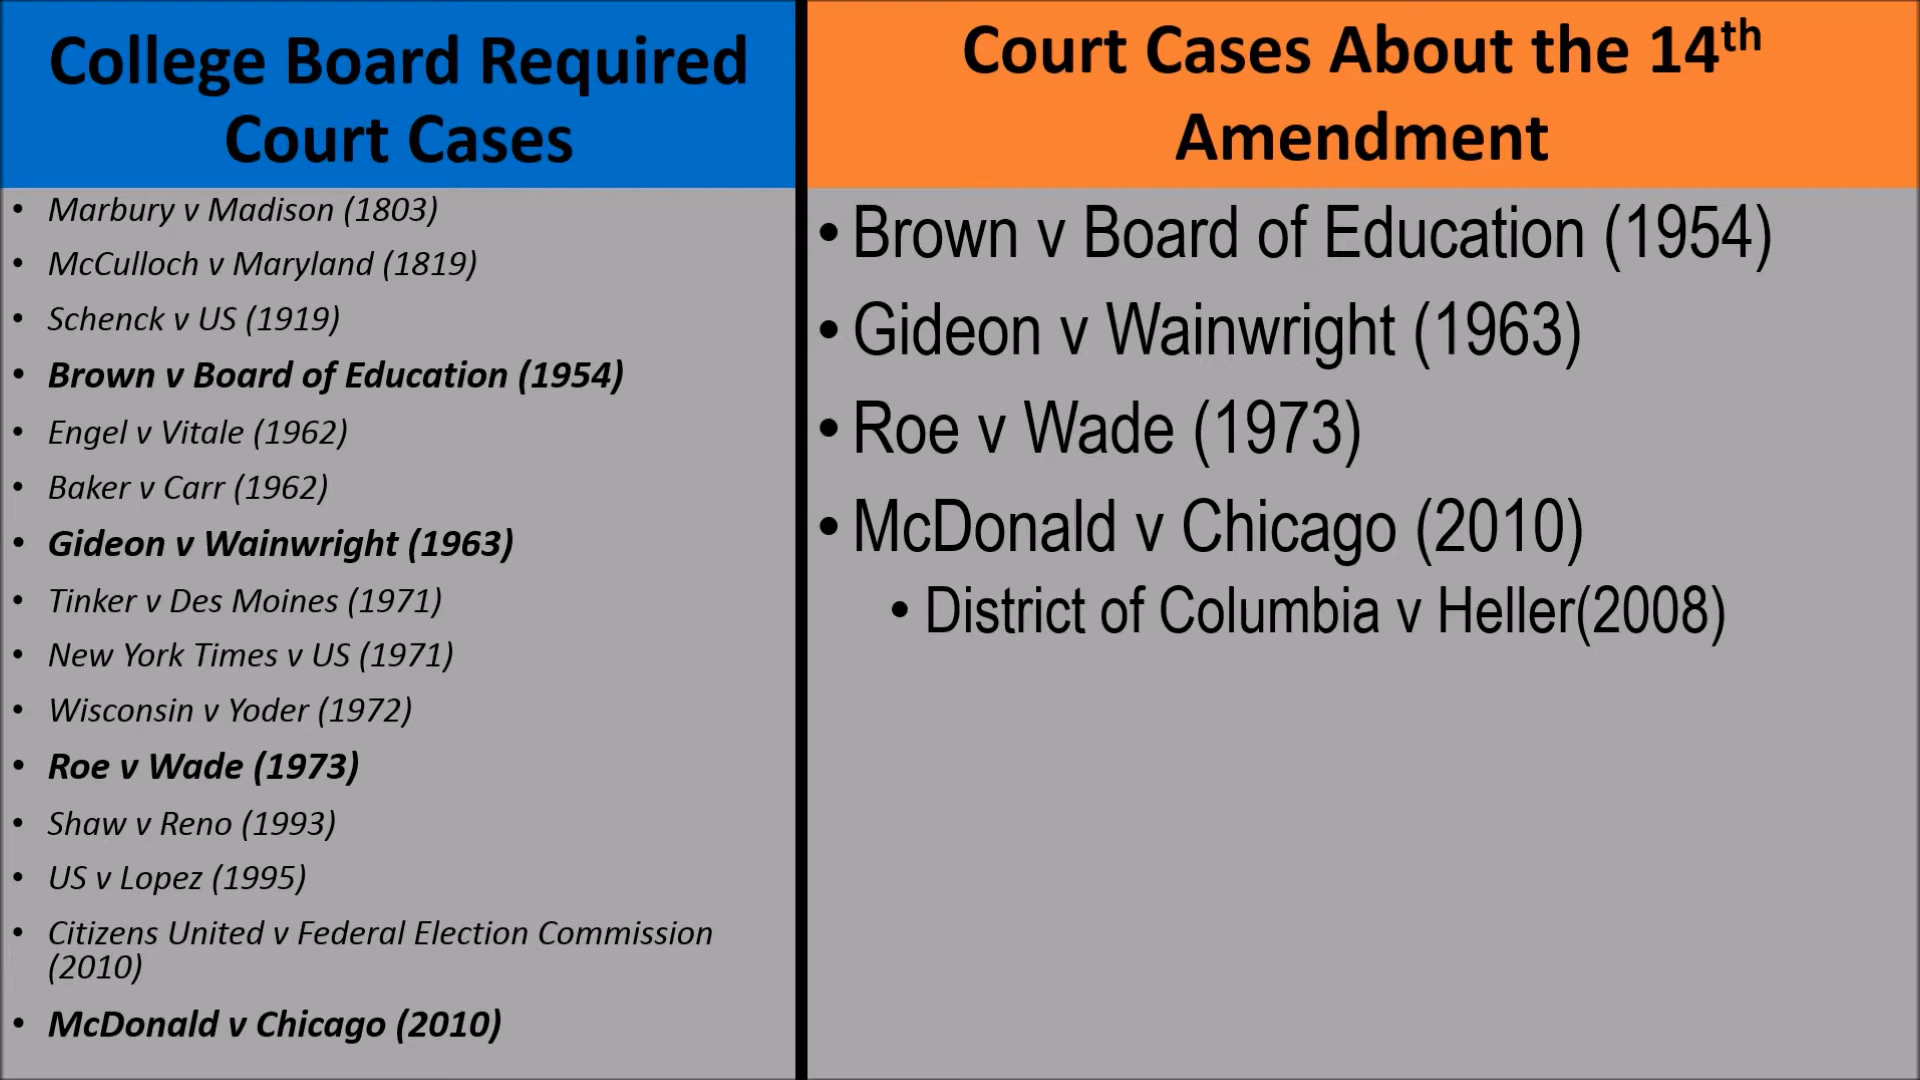 College Board Required
Court Cases
• Marbury v Madison (1803)
• McCulloch v Maryland (1819)
• Schenck v US (1919)
• Brown v Board of Education (1954)
• Engel v Vitale (1962)
• Baker v Carr (1962)
• Gideon v Wainwright (1963)
• Tinker v Des Moines (1971)
• New York Times v US (1971)
• Wisconsin v Yoder (1972)
• Roe v Wade (1973)
• Shaw v Reno (1993)
• US v Lopez (1995)
• Citizens United v Federal Election Commission
(2010)
• McDonald v Chicago (2010)
Court Cases About the 14th
Amendment
• Brown v Board of Education (1954)
• Gideon v Wainwright (1963)
• Roe v Wade (1973)
• McDonald v Chicago (2010)
• District of Columbia v Heller(2008)